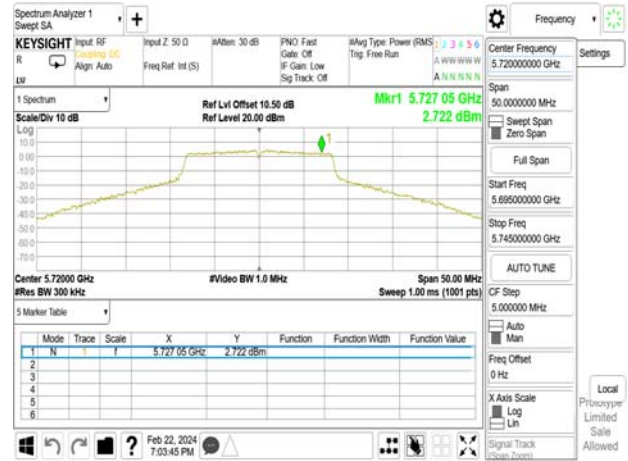 Spectrum Analyzer 1
Swept SA
+
Frequency
KEYSIGHT
R
LXI
Input: RF
Coupling: DC
Align: Auto
Input Z: 50 Ω
Freq Ref: Int (S)
#Atten: 30 dB
PNO: Fast
Gate: Off
IF Gain: Low
Sig Track: Off
#Avg Type: Power (RMS
Trig: Free Run
1 2 3 4 5 6
A W W W W W
A N N N N N
1 Spectrum
Scale/Div 10 dB
Ref Lvl Offset 10.50 dB
Ref Level 20.00 dBm
Mkr1 5.727 05 GHz
2.722 dBm
Log
10.0
0.00
-10.0
-20.0
-30.0
-40.0
-50.0
-60.0
-70.0
1
Center 5.72000 GHz
#Res BW 300 kHz
#Video BW 1.0 MHz
Span 50.00 MHz
Sweep 1.00 ms (1001 pts)
5 Marker Table
Mode Trace Scale X Y Function Function Width Function Value
1 N 1 f 5.727 05 GHz 2.722 dBm
2
3
4
5
6
Feb 22, 2024
7:03:45 PM
?
Center Frequency
5.720000000 GHz
Settings
Span
50.0000000 MHz
Swept Span
Zero Span
Full Span
Start Freq
5.695000000 GHz
Stop Freq
5.745000000 GHz
AUTO TUNE
CF Step
5.000000 MHz
Auto
Man
Freq Offset
0 Hz
X Axis Scale
Log
Lin
Signal Track
(Span Zoom)
Local
Prototype
Limited
Sale
Allowed